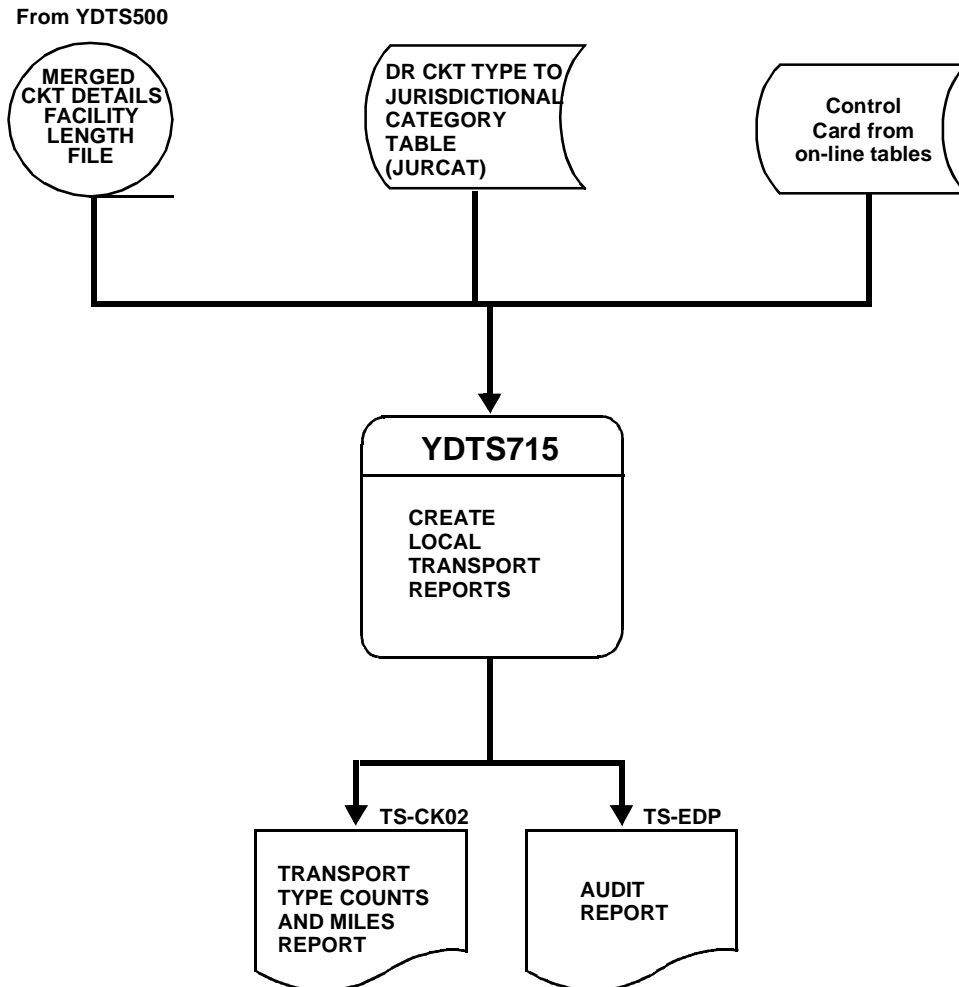 From YDTS500
MERGED
CKT DETAILS
FACILITY
LENGTH
FILE
DR CKT TYPE TO
JURISDICTIONAL
CATEGORY
TABLE
(JURCAT)
Control
Card from
on-line tables
YDTS715
CREATE
LOCAL
TRANSPORT
REPORTS
TS-CK02
TRANSPORT
TYPE COUNTS
AND MILES
REPORT
TS-EDP
AUDIT
REPORT